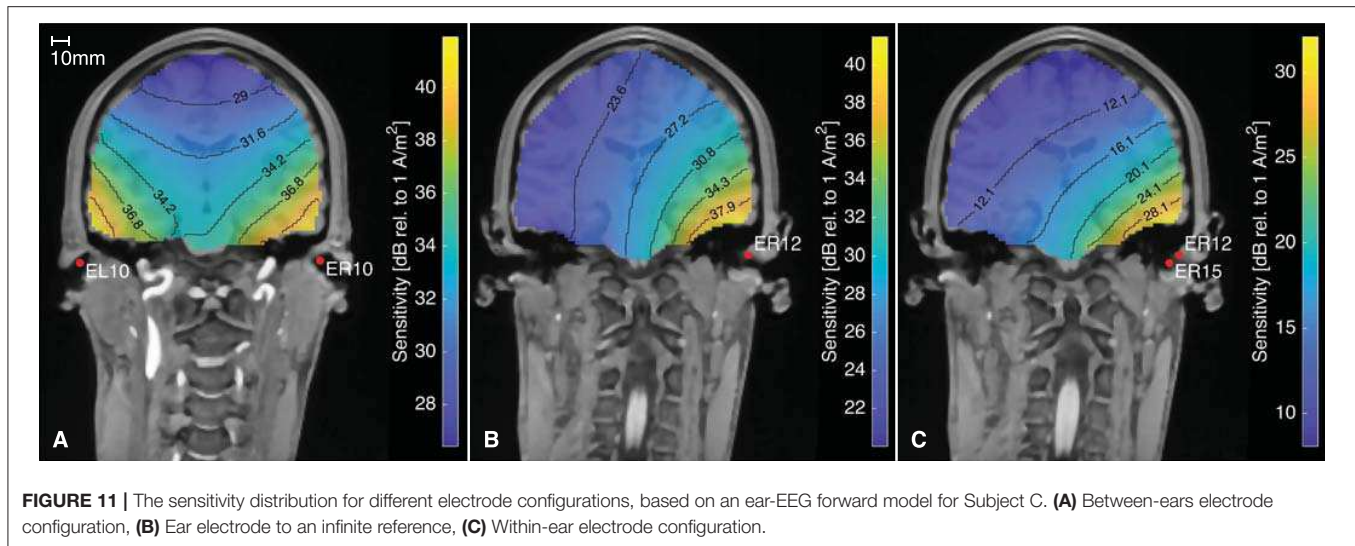 10mm
29
31.6
34.2
34.2
36.8
36.8
EL10
ER10
A
40
38
36
34
32
30
28
Sensitivity [dB rel. to 1 A/m²]
23.6
27.2
30.8
34.3
37.9
ER12
B
40
38
36
34
32
30
28
26
24
22
Sensitivity [dB rel. to 1 A/m²]
12.1
12.1
16.1
20.1
24.1
28.1
ER12
ER15
C
30
25
20
15
10
Sensitivity [dB rel. to 1 A/m²]
FIGURE 11 | The sensitivity distribution for different electrode configurations, based on an ear-EEG forward model for Subject C. (A) Between-ears electrode
configuration, (B) Ear electrode to an infinite reference, (C) Within-ear electrode configuration.